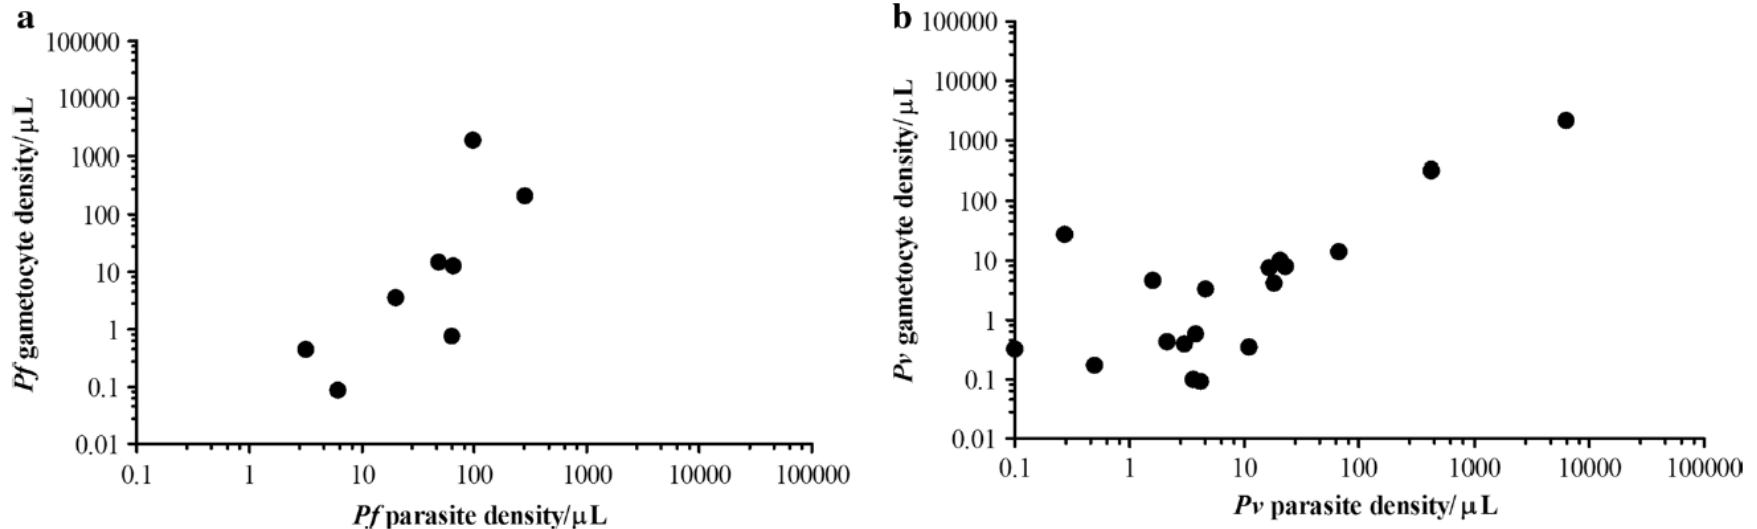 a
100000
10000
1000
100
10
1
0.1
0.01
Pf gametocyte density/μL
0.1 1 10 100 1000 10000 100000
Pf parasite density/μL
b
100000
10000
1000
100
10
1
0.1
0.01
Pv gametocyte density/μL
0.1 1 10 100 1000 10000 100000
Pv parasite density/μL